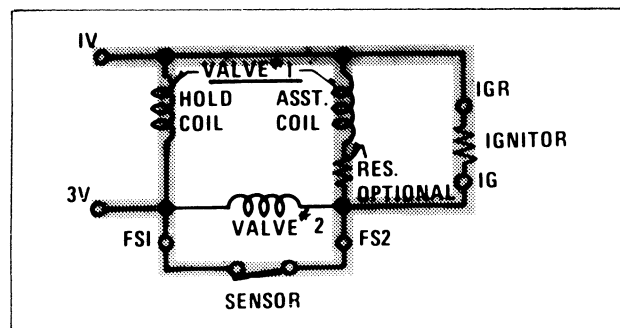 1V
VALVE #1
HOLD COIL
ASST. COIL
IGR
IGNITOR
IG
RES. OPTIONAL
3V
VALVE #2
FS1
FS2
SENSOR